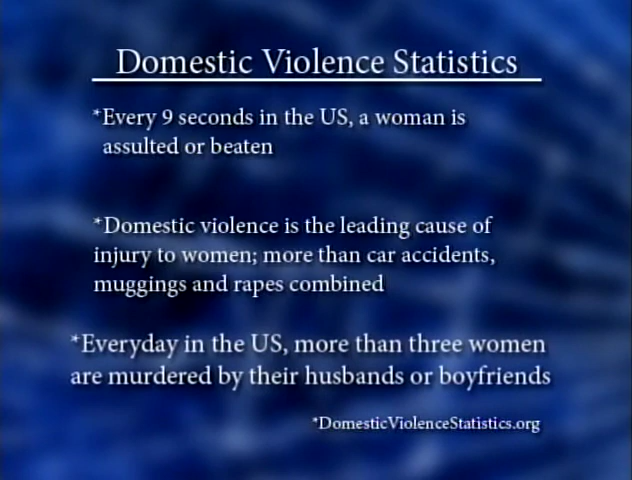 Domestic Violence Statistics
*Every 9 seconds in the US, a woman is
assulted or beaten
*Domestic violence is the leading cause of
injury to women; more than car accidents,
muggings and rapes combined
*Everyday in the US, more than three women
are murdered by their husbands or boyfriends
*DomesticViolenceStatistics.org